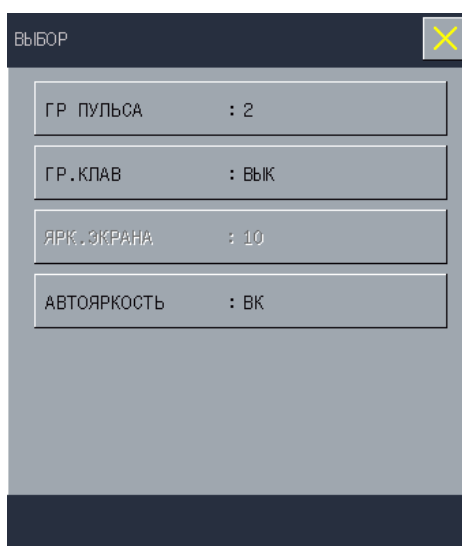 ВЫБОР
ГР ПУЛЬСА : 2
ГР.КЛАВ : ВЫК
ЯРК.ЭКРАНА : 10
АВТОЯРКОСТЬ : ВК